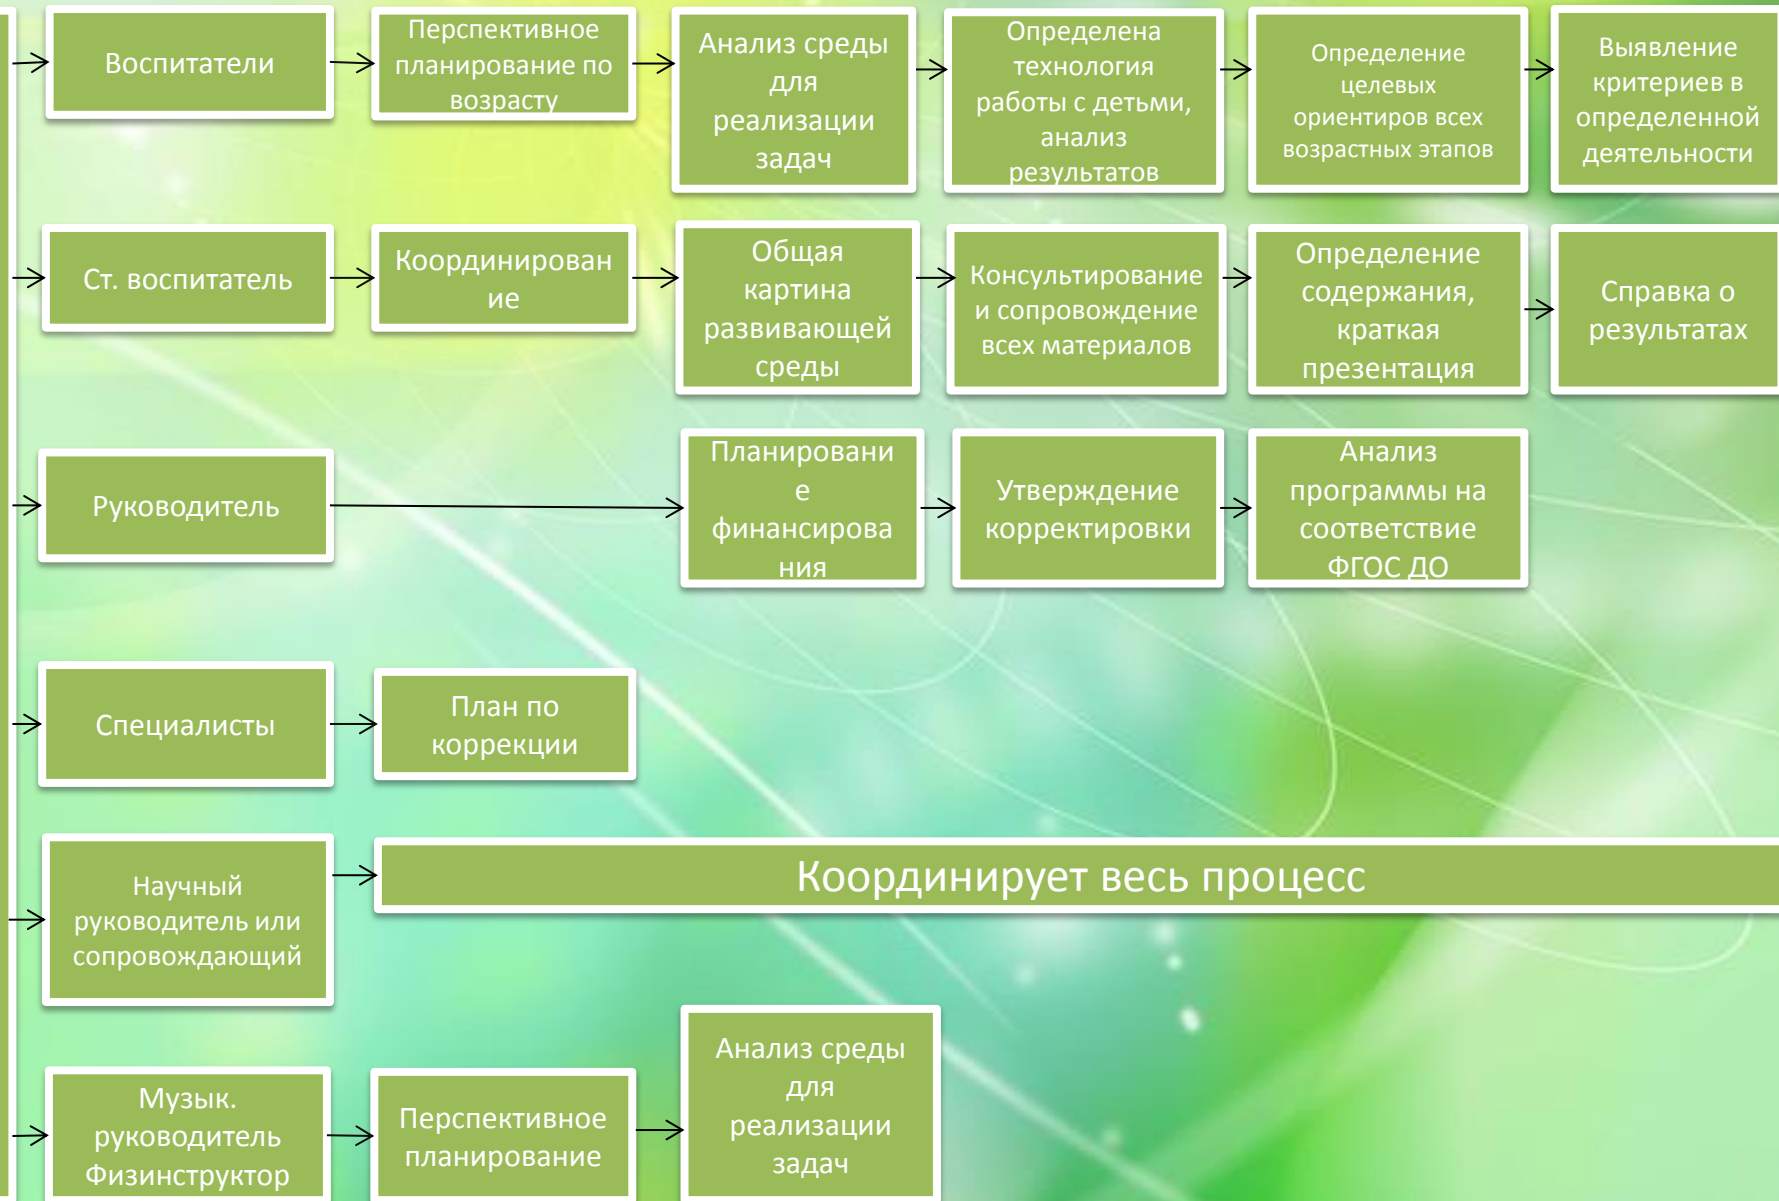 Воспитатели
Перспективное
планирование по
возрасту
Анализ среды
для
реализации
задач
Определена
технология
работы с детьми,
анализ
результатов
Определение
целевых
ориентиров всех
возрастных этапов
Выявление
критериев в
определенной
деятельности
Ст. воспитатель
Координирован
ие
Общая
картина
развивающей
среды
Консультирование
и сопровождение
всех материалов
Определение
содержания,
краткая
презентация
Справка о
результатах
Руководитель
Планировани
е
финансирова
ния
Утверждение
корректировки
Анализ
программы на
соответствие
ФГОС ДО
Специалисты
План по
коррекции
Научный
руководитель или
сопровождающий
Координирует весь процесс
Музык.
руководитель
Физинструктор
Перспективное
планирование
Анализ среды
для
реализации
задач